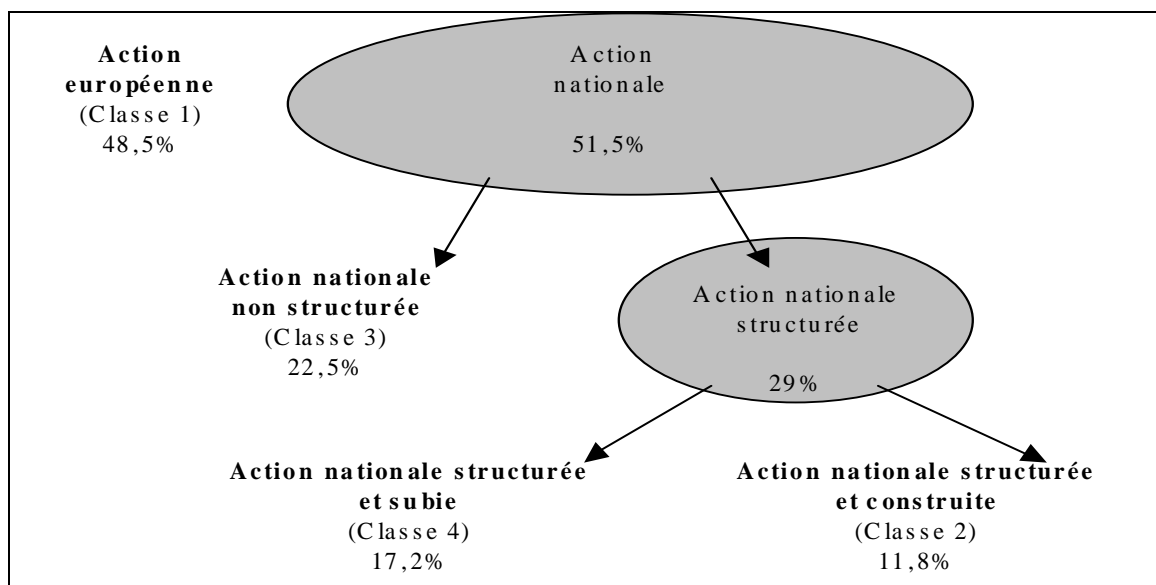 Action
européenne
(Classe 1)
48,5%
Action
nationale
51,5%
Action nationale
non structurée
(Classe 3)
22,5%
Action nationale
structurée
29%
Action nationale structurée
et subie
(Classe 4)
17,2%
Action nationale structurée
et construite
(Classe 2)
11,8%